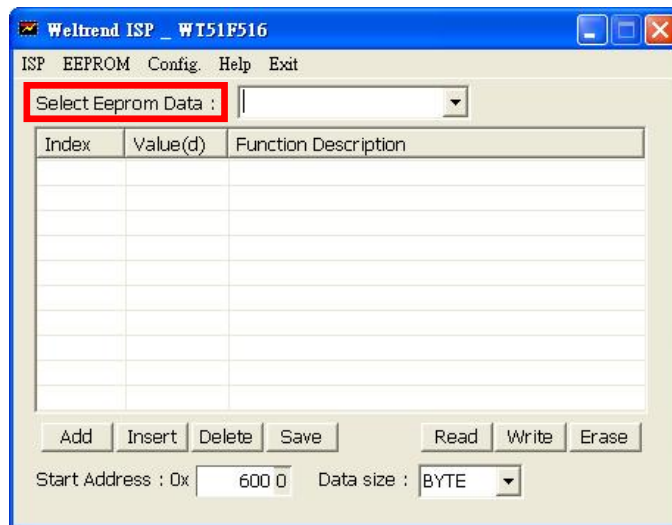 Weltrend ISP _ WT51F516
ISP EEPROM Config. Help Exit
Select Eeprom Data :
Index Value(d) Function Description
Add Insert Delete Save Read Write Erase
Start Address : 0x 600 0 Data size : BYTE